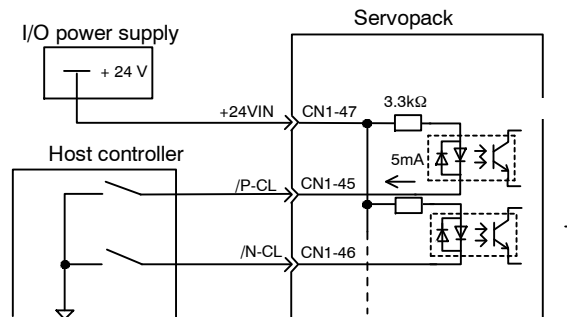 Servopack
I/O power supply
+ 24 V
3.3kΩ
+24VIN
CN1-47
Host controller
5mA
/P-CL
CN1-45
/N-CL
CN1-46